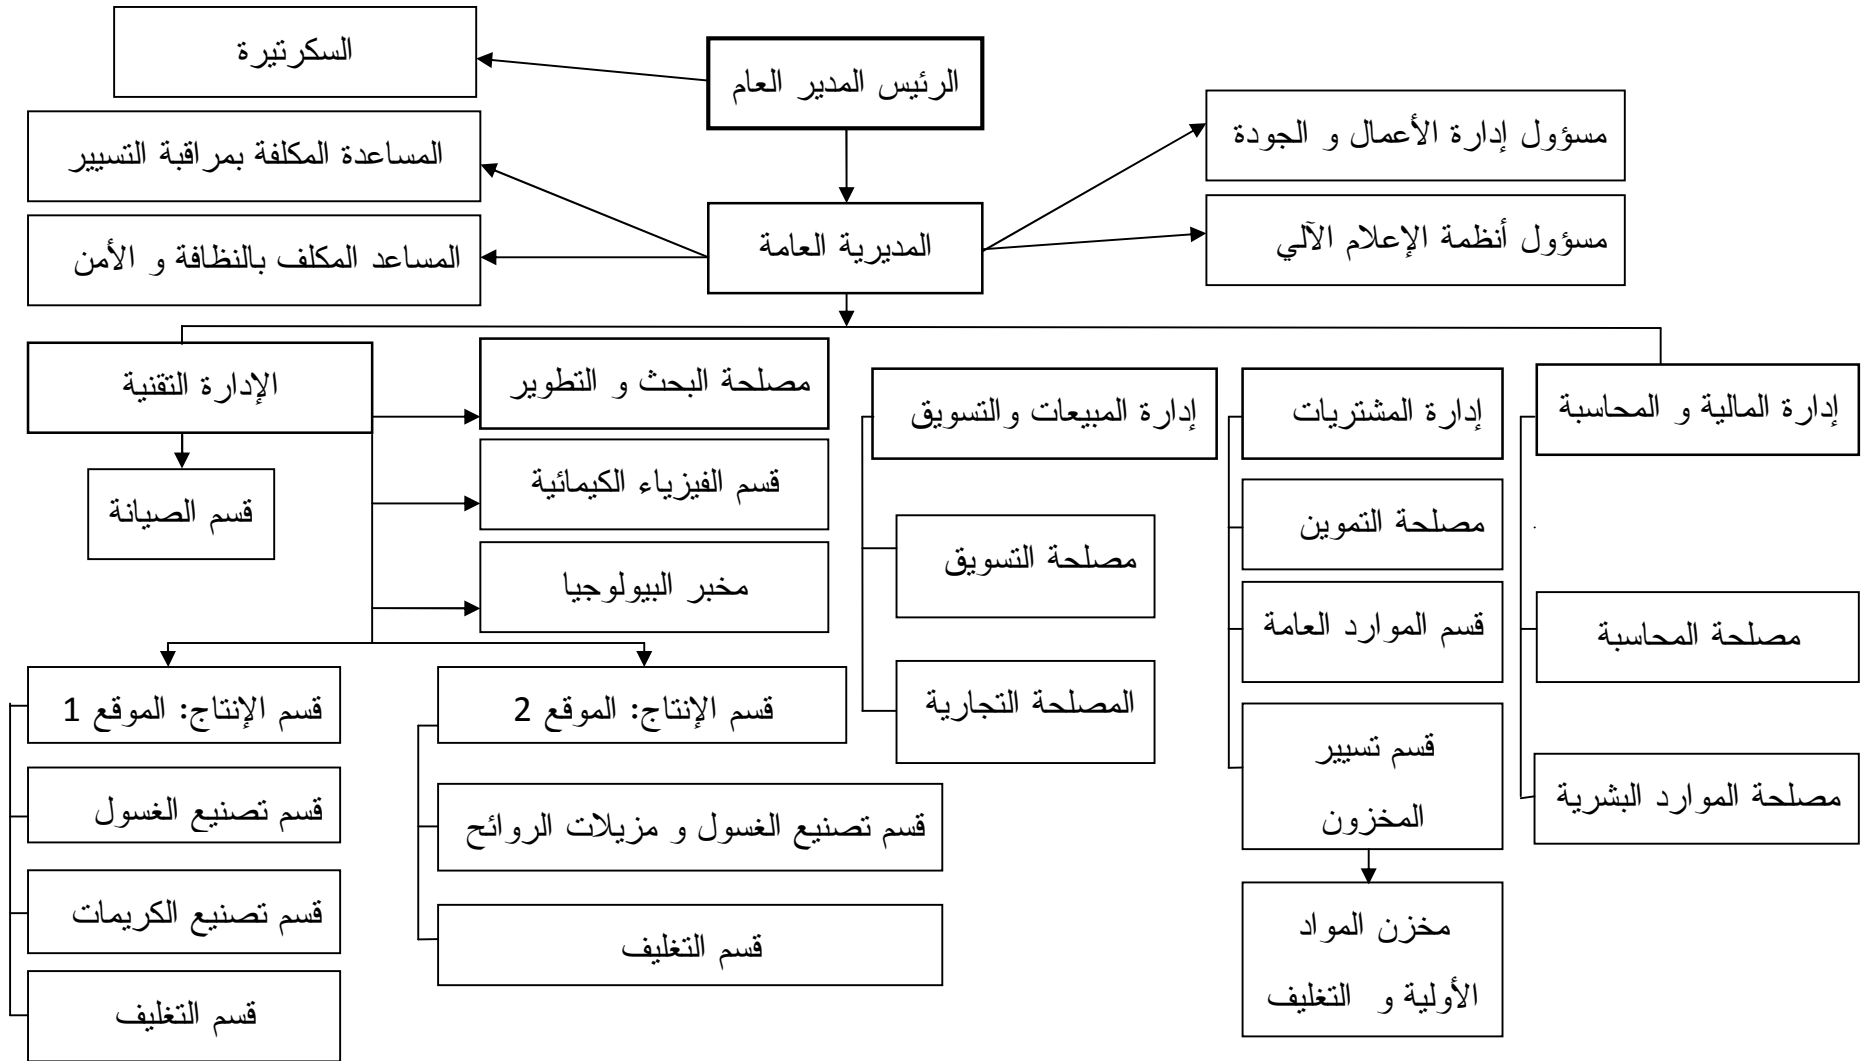 السكرتيرة
الرئيس المدير العام
مسؤول إدارة الأعمال و الجودة
المساعدة المكلفة بمراقبة التسيير
مسؤول أنظمة الإعلام الآلي
المديرية العامة
المساعد المكلف بالنظافة و الأمن
إدارة المالية و المحاسبة
إدارة المشتريات
إدارة المبيعات والتسويق
مصلحة البحث و التطوير
الإدارة التقنية
قسم الفيزياء الكيمائية
قسم الصيانة
مخبر البيولوجيا
مصلحة التموين
مصلحة التسويق
مصلحة المحاسبة
قسم الموارد العامة
المصلحة التجارية
مصلحة الموارد البشرية
قسم تسيير
المخزون
مخزن المواد
الأولية و التغليف
قسم الإنتاج: الموقع 2
قسم تصنيع الغسول و مزيلات الروائح
قسم التغليف
قسم الإنتاج: الموقع 1
قسم تصنيع الغسول
قسم تصنيع الكريمات
قسم التغليف